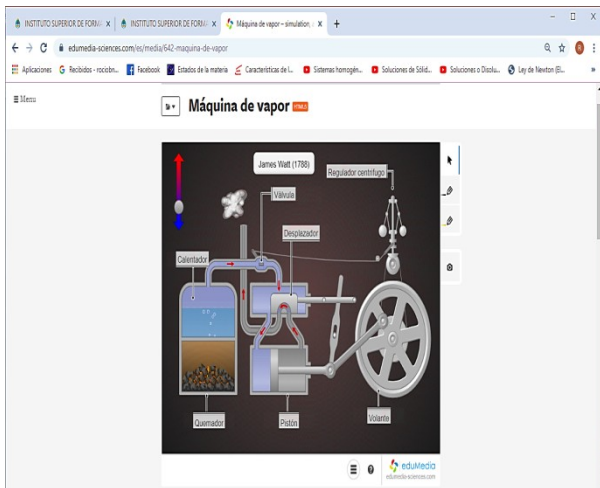 INSTITUTO SUPERIOR DE FORM
INSTITUTO SUPERIOR DE FORM
Máquina de vapor – simulation,
edumedia-sciences.com/es/media/642-maquina-de-vapor
Aplicaciones
Recibidos - rociobn...
Facebook
Estados de la materia
Características de l...
Sistemas homogén...
Soluciones de Sólid...
Soluciones o Disolu...
Ley de Newton (EL...
Menu
Máquina de vapor
HTML5
James Watt (1788)
Regulador centrífugo
Válvula
Desplazador
Calentador
Quemador
Pistón
Volante
eduMedia
edumedia-sciences.com